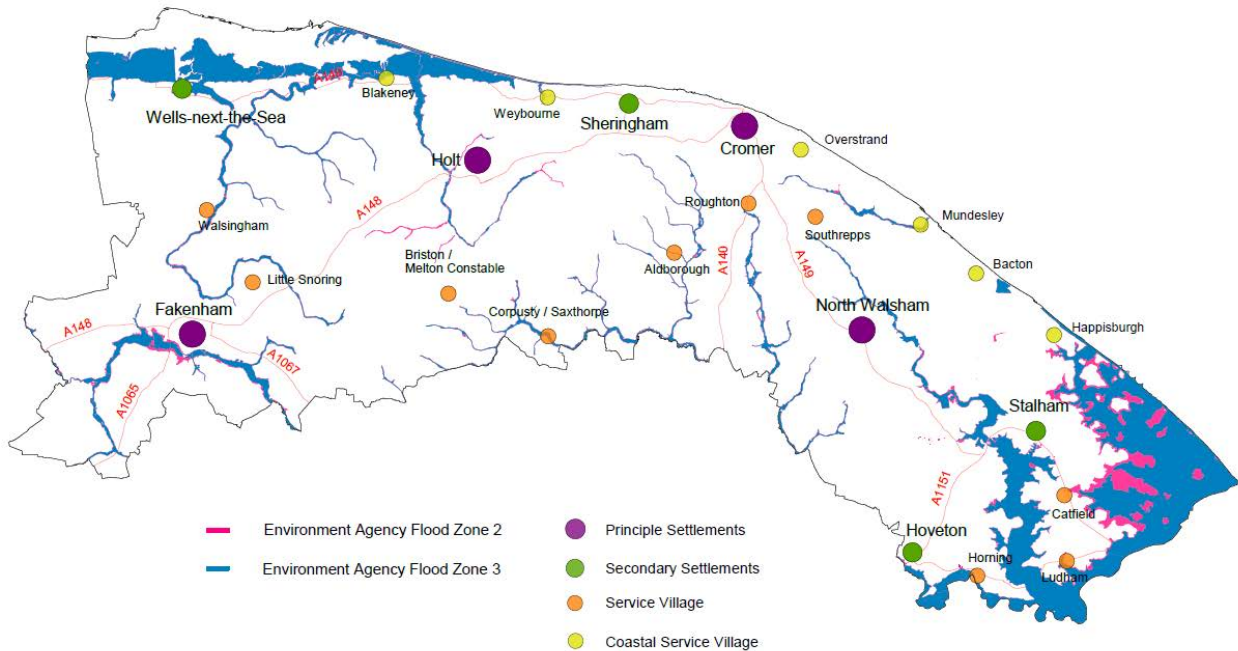 A149
Blakeney
Wells-next-the-Sea
Weybourne
Sheringham
Cromer
Overstrand
Holt
A148
Roughton
Walsingham
Southrepps
Mundesley
Briston /
Melton Constable
Aldborough
A140
A149
Bacton
Little Snoring
Fakenham
Corpusty / Saxthorpe
North Walsham
Happisburgh
A148
A1067
A1065
Stalham
A1151
Catfield
Hoveton
Horning
Ludham
Environment Agency Flood Zone 2
Environment Agency Flood Zone 3
Principle Settlements
Secondary Settlements
Service Village
Coastal Service Village